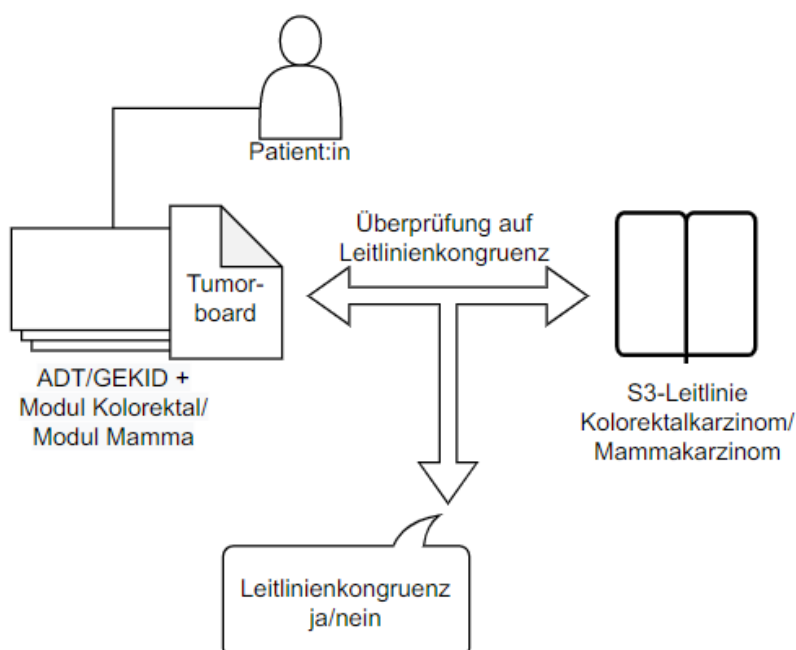 Patient:in
Überprüfung auf
Leitlinienkongruenz
Tumor-
board
ADT/GEKID +
Modul Kolorektal/
Modul Mamma
S3-Leitlinie
Kolorektalkarzinom/
Mammakarzinom
Leitlinienkongruenz
ja/nein